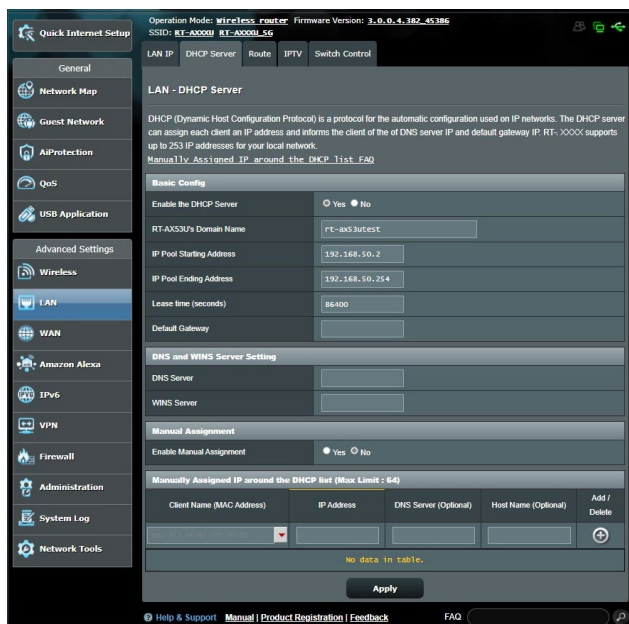 Quick Internet Setup
General
Network Map
Guest Network
AiProtection
QoS
USB Application
Advanced Settings
Wireless
LAN
WAN
Amazon Alexa
IPv6
VPN
Firewall
Administration
System Log
Network Tools
Operation Mode: Wireless router Firmware Version: 3.0.0.4.382_45386
SSID: RT-AXXXU RT-AXXXU_5G
LAN IP DHCP Server Route IPTV Switch Control
LAN - DHCP Server
DHCP (Dynamic Host Configuration Protocol) is a protocol for the automatic configuration used on IP networks. The DHCP server
can assign each client an IP address and informs the client of the of DNS server IP and default gateway IP. RT-. XXXX supports
up to 253 IP addresses for your local network.
Manually Assigned IP around the DHCP list FAQ
Basic Config
Enable the DHCP Server Yes No
RT-AX53U's Domain Name rt-ax53utest
IP Pool Starting Address 192.168.50.2
IP Pool Ending Address 192.168.50.254
Lease time (seconds) 86400
Default Gateway
DNS and WINS Server Setting
DNS Server
WINS Server
Manual Assignment
Enable Manual Assignment Yes No
Manually Assigned IP around the DHCP list (Max Limit : 64)
Client Name (MAC Address) IP Address DNS Server (Optional) Host Name (Optional) Add / Delete
No data in table.
Apply
Help & Support Manual | Product Registration | Feedback FAQ